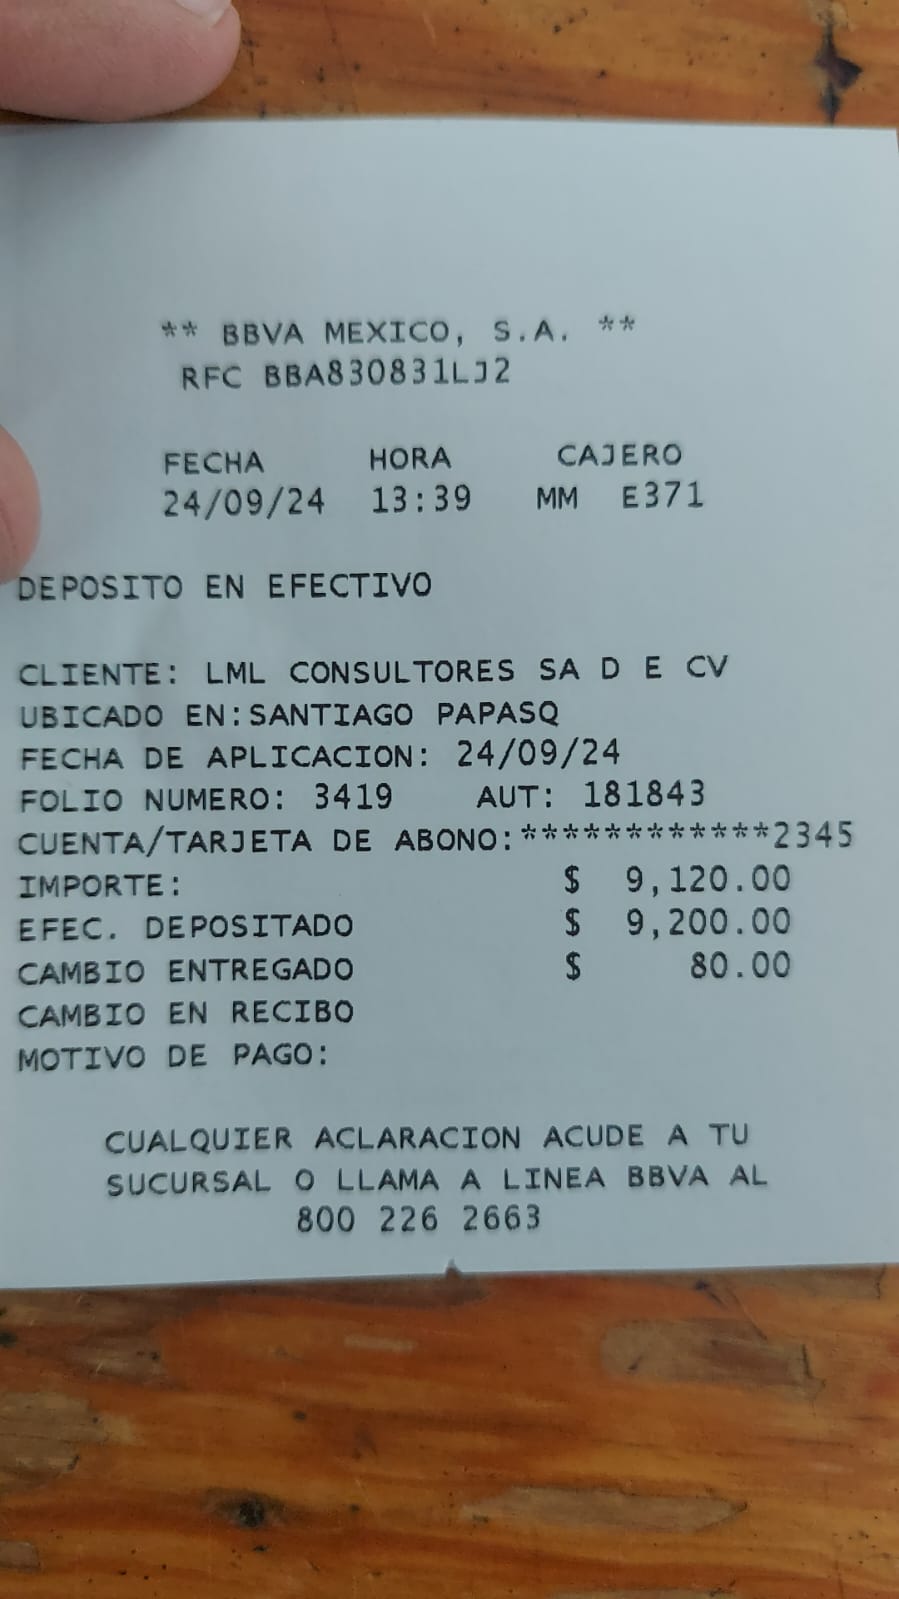 ** BBVA MEXICO, S.A. **
RFC BBA830831LJ2
FECHA HORA CAJERO
24/09/24 13:39 MM E371
DEPOSITO EN EFECTIVO
CLIENTE: LML CONSULTORES SA D E CV
UBICADO EN:SANTIAGO PAPASQ
FECHA DE APLICACION: 24/09/24
FOLIO NUMERO: 3419 AUT: 181843
CUENTA/TARJETA DE ABONO:************2345
IMPORTE: $ 9,120.00
EFEC. DEPOSITADO $ 9,200.00
CAMBIO ENTREGADO $ 80.00
CAMBIO EN RECIBO
MOTIVO DE PAGO:
CUALQUIER ACLARACION ACUDE A TU
SUCURSAL O LLAMA A LINEA BBVA AL
800 226 2663